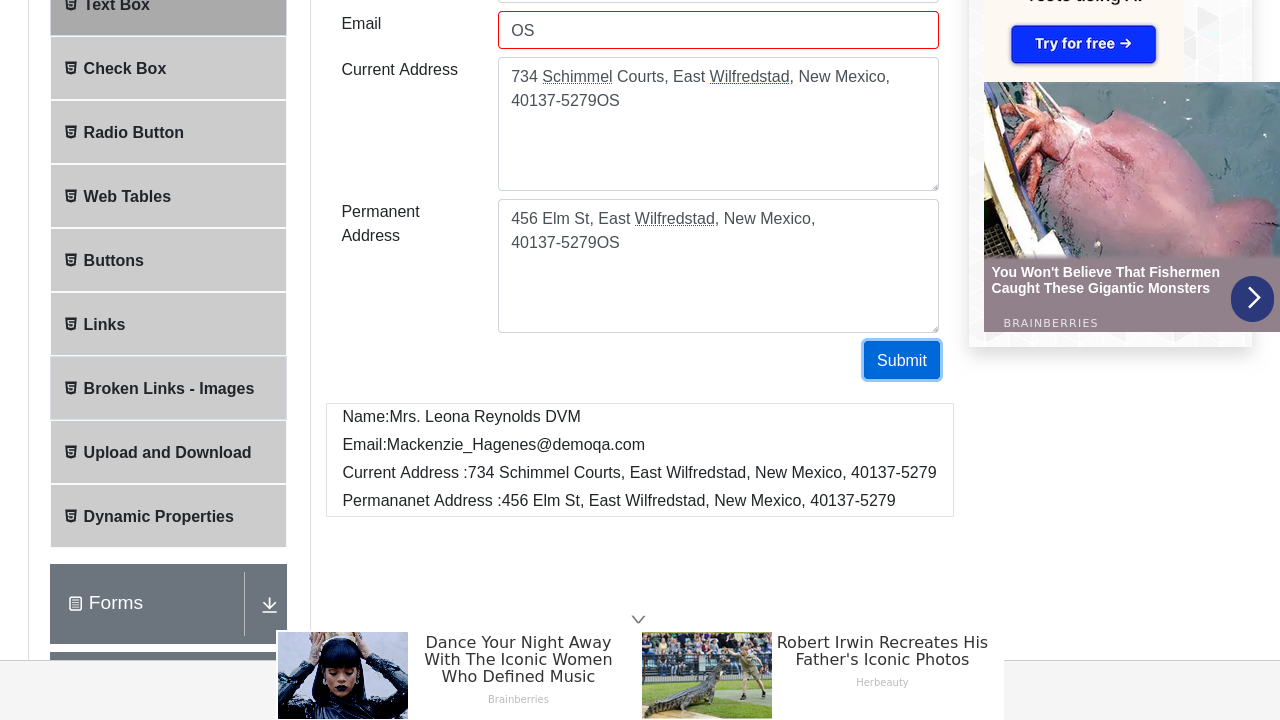 Text Box
Check Box
Radio Button
Web Tables
Buttons
Links
Broken Links - Images
Upload and Download
Dynamic Properties
Forms
Email
OS
Current Address
734 Schimmel Courts, East Wilfredstad, New Mexico,
40137-5279OS
Permanent
Address
456 Elm St, East Wilfredstad, New Mexico,
40137-5279OS
Submit
Name:Mrs. Leona Reynolds DVM
Email:Mackenzie_Hagenes@demoqa.com
Current Address :734 Schimmel Courts, East Wilfredstad, New Mexico, 40137-5279
Permananet Address :456 Elm St, East Wilfredstad, New Mexico, 40137-5279
Try for free →
You Won't Believe That Fishermen
Caught These Gigantic Monsters
BRAINBERRIES
Dance Your Night Away
With The Iconic Women
Who Defined Music
Brainberries
Robert Irwin Recreates His
Father's Iconic Photos
Herbeauty